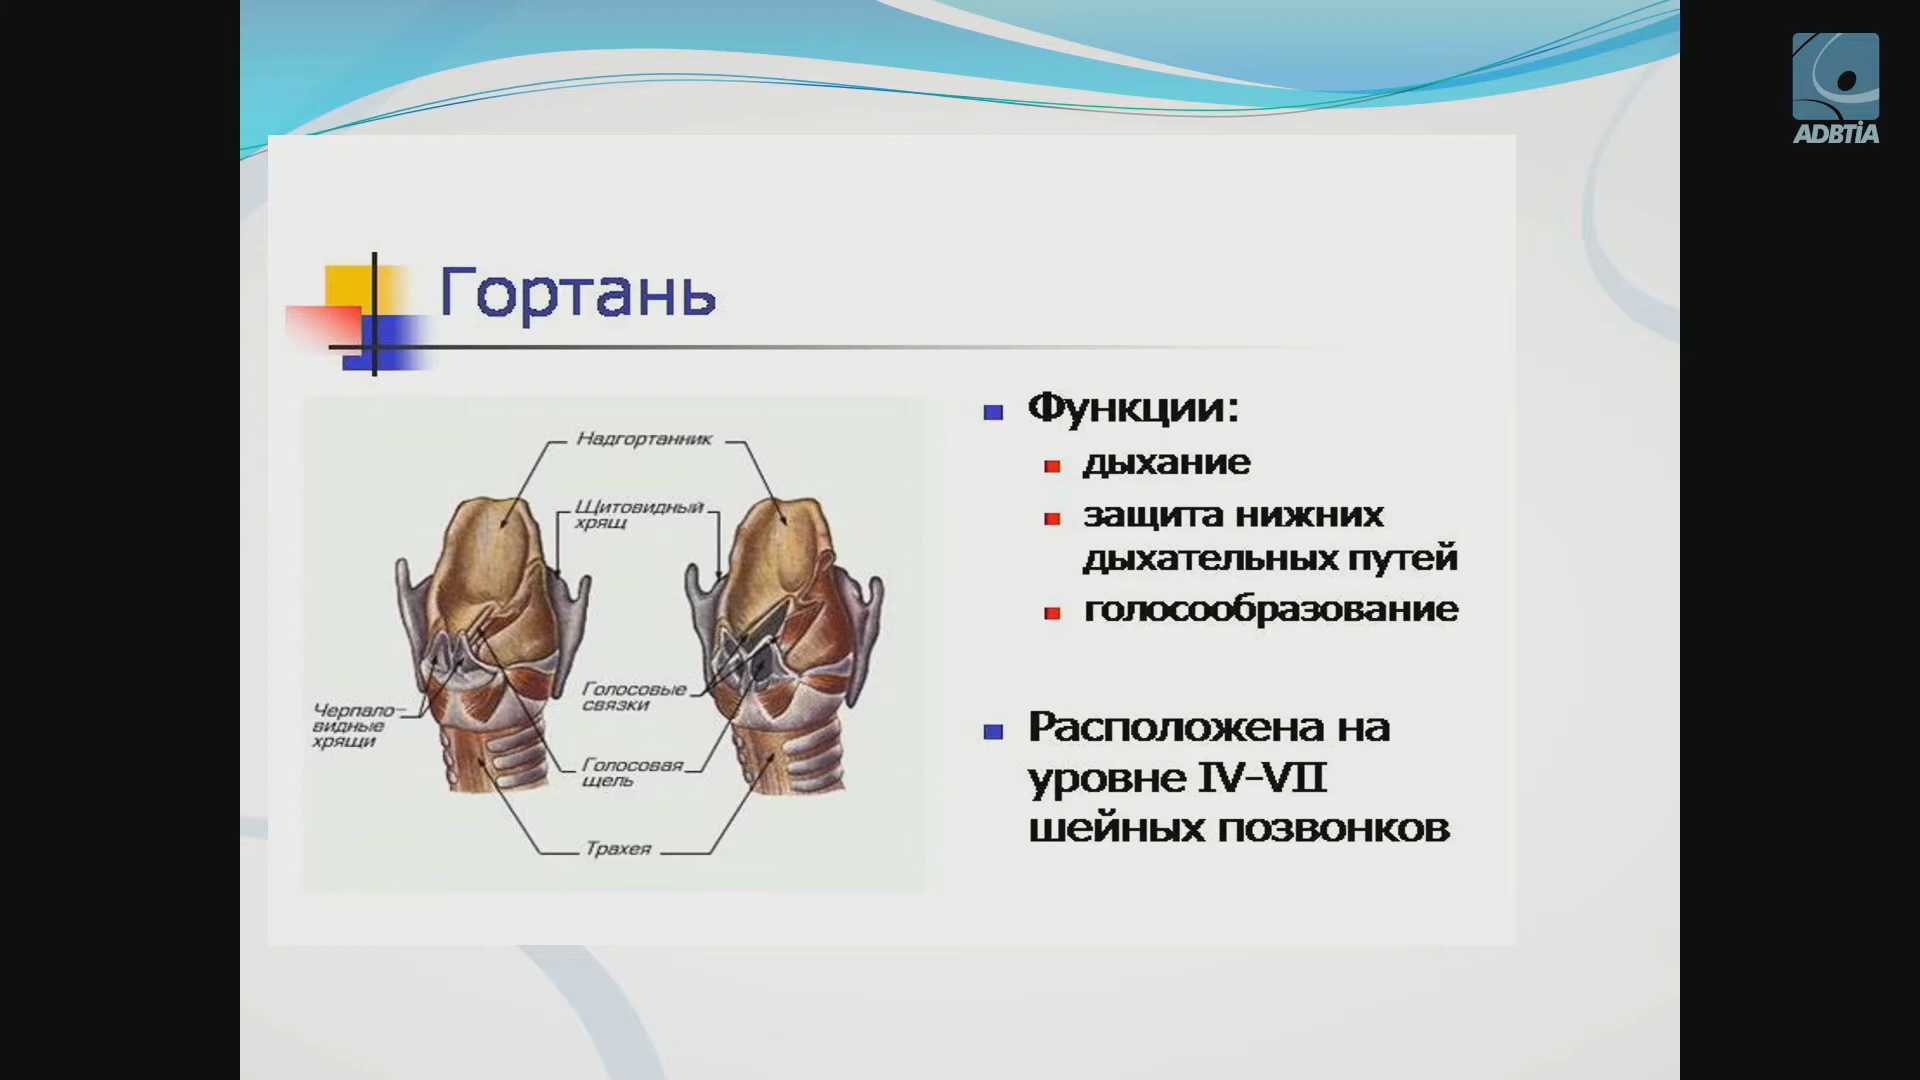 ADBTiA
Гортань
Надгортанник
Щитовидный
хрящ
Голосовые
связки
Черпало-
видные
хрящи
Голосовая
щель
Трахея
Функции:
дыхание
защита нижних
дыхательных путей
голосообразование
Расположена на
уровне IV-VII
шейных позвонков